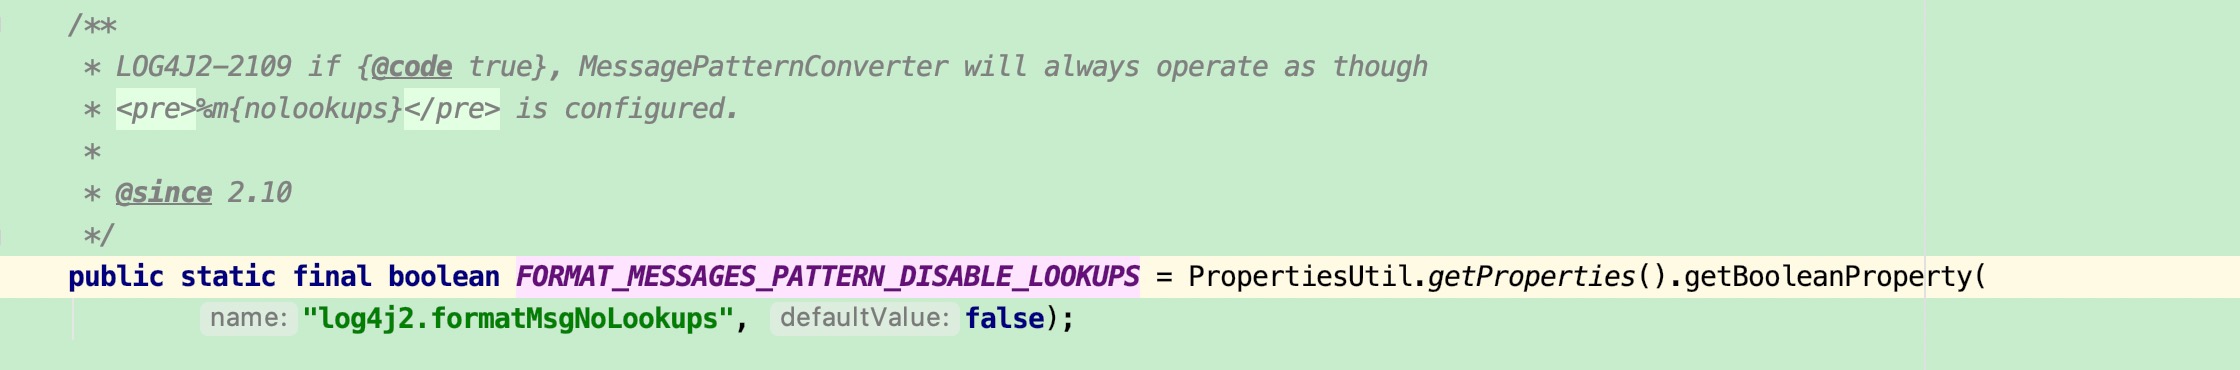 /**
* LOG4J2-2109 if {@code true}, MessagePatternConverter will always operate as though
* <pre>%m{nolookups}</pre> is configured.
*
* @since 2.10
*/
public static final boolean FORMAT_MESSAGES_PATTERN_DISABLE_LOOKUPS = PropertiesUtil.getProperties().getBooleanProperty(
name: "log4j2.formatMsgNoLookups", defaultValue: false);